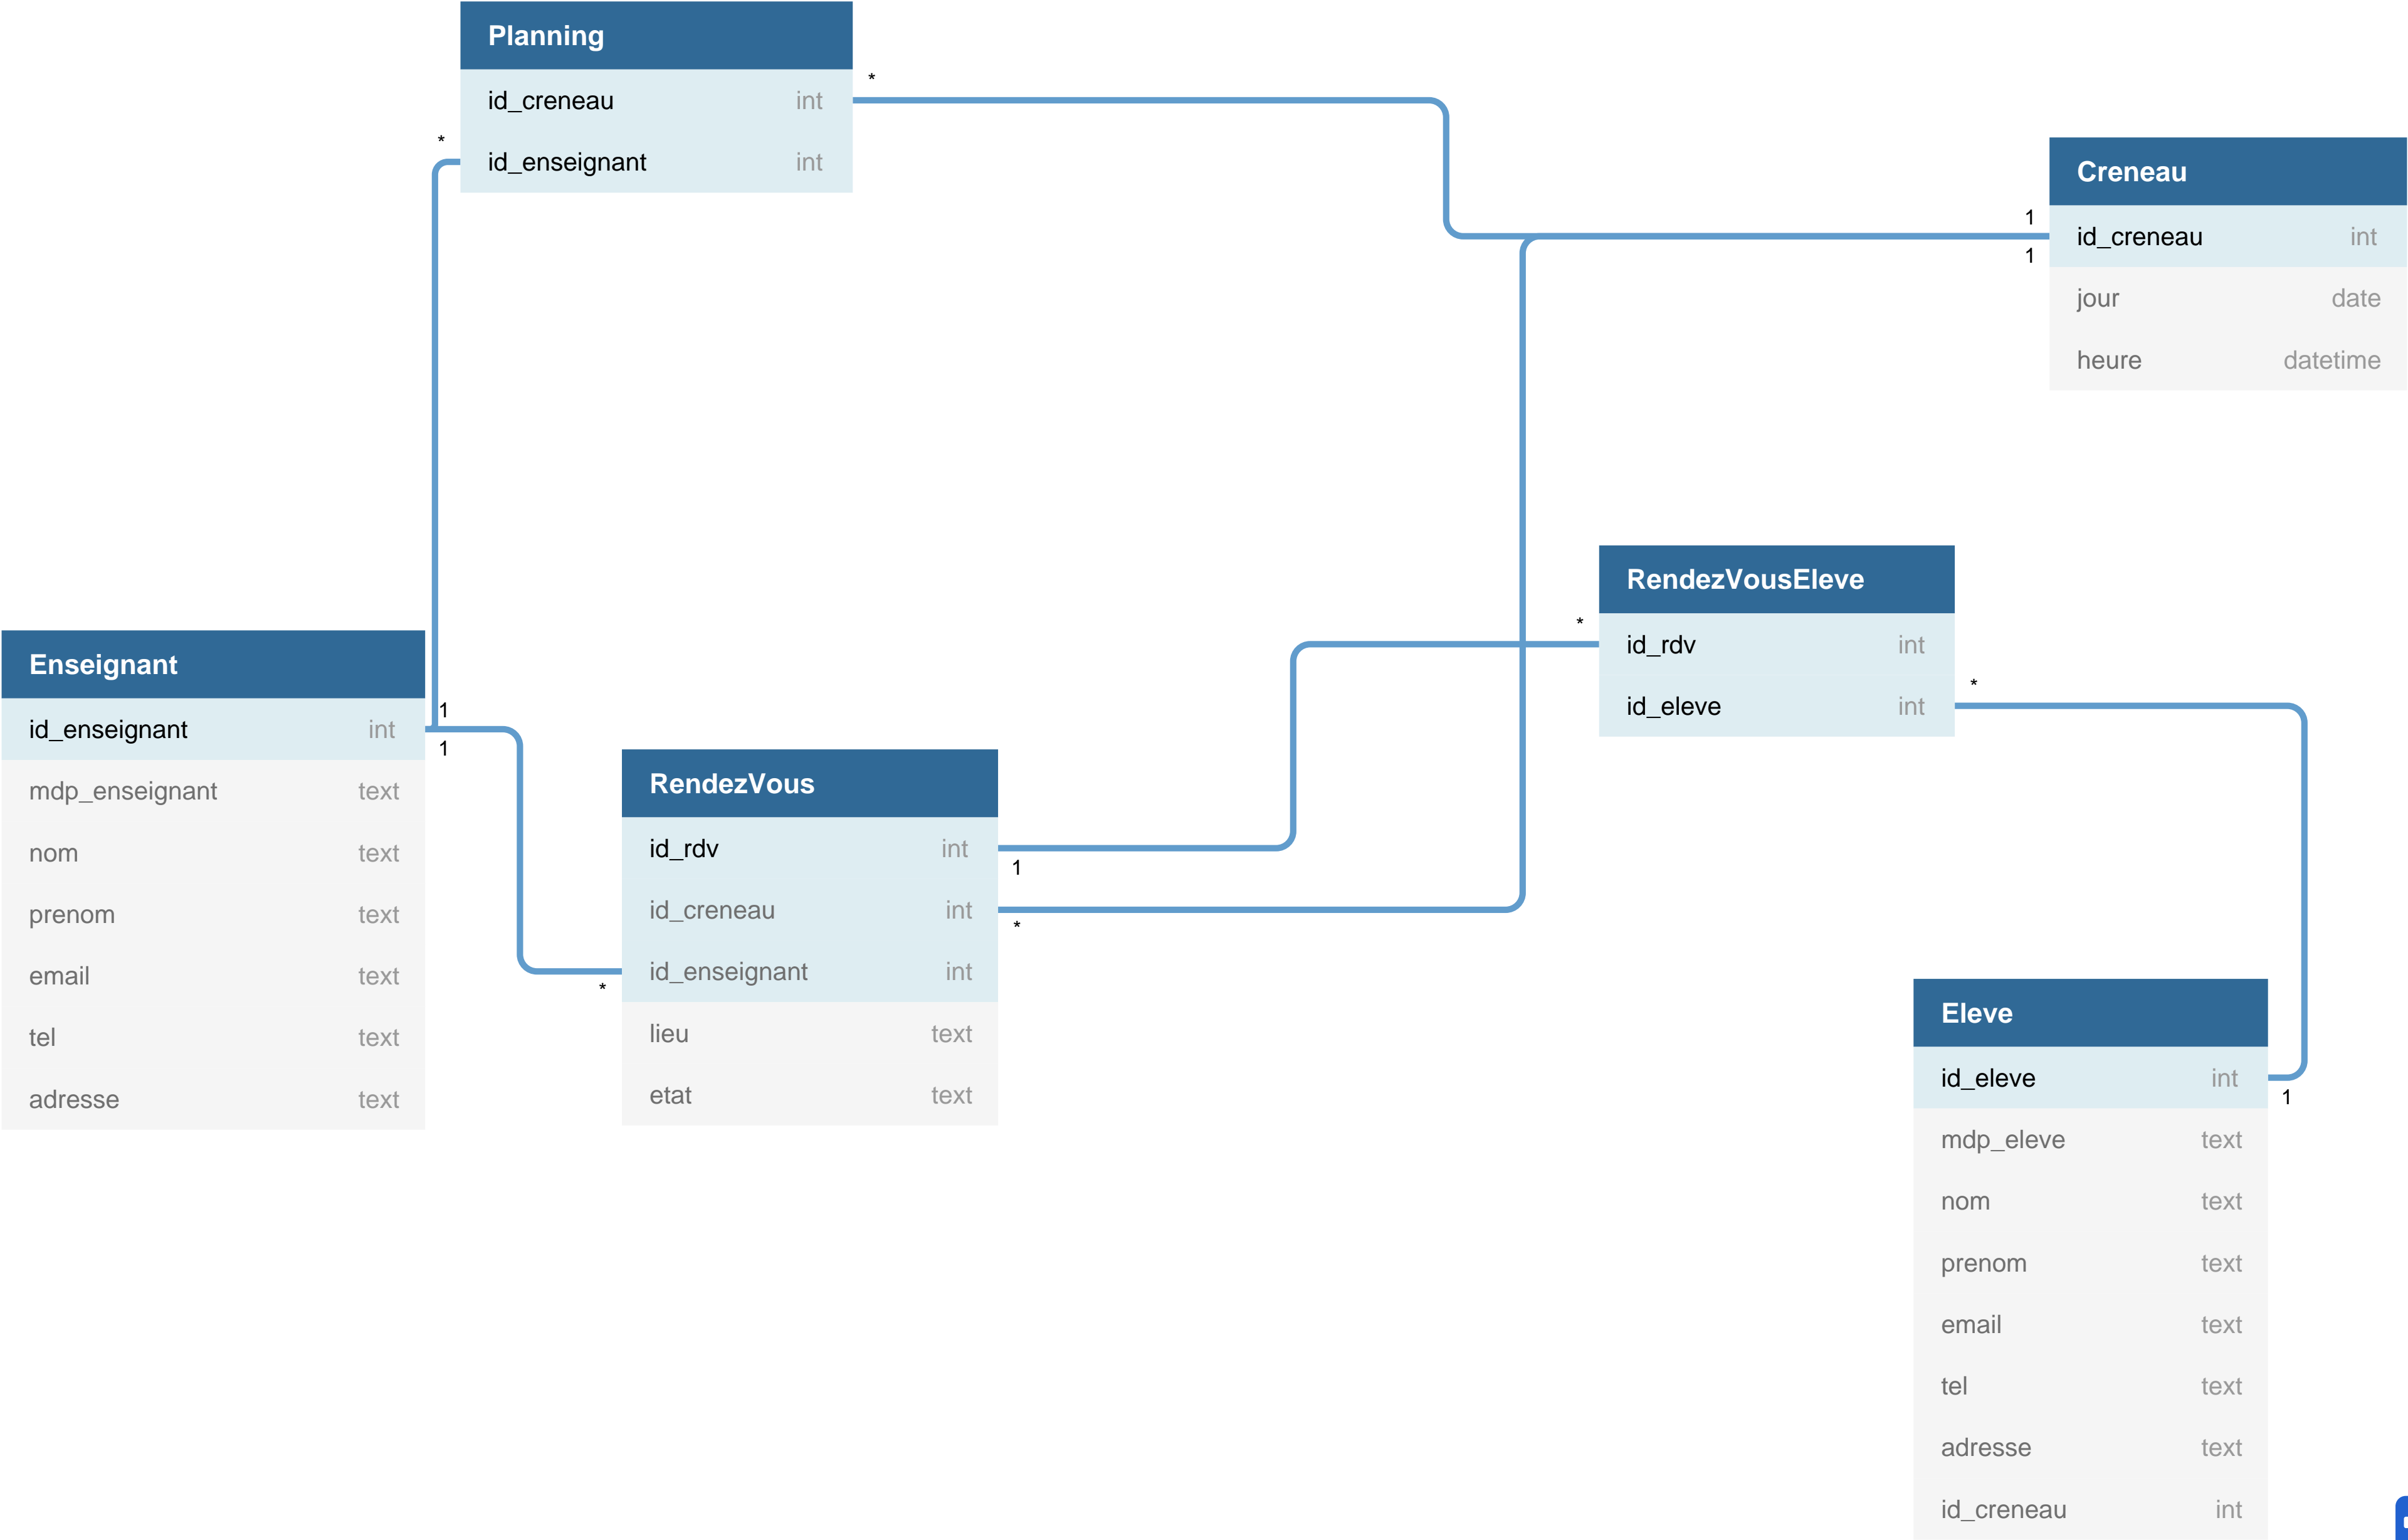 Planning
id_creneau int
id_enseignant int
*
*
Creneau
id_creneau int
jour date
heure datetime
1
1
RendezVousEleve
id_rdv int
id_eleve int
*
*
Enseignant
id_enseignant int
mdp_enseignant text
nom text
prenom text
email text
tel text
adresse text
1
1
RendezVous
id_rdv int
id_creneau int
id_enseignant int
lieu text
etat text
1
*
*
Eleve
id_eleve int
mdp_eleve text
nom text
prenom text
email text
tel text
adresse text
id_creneau int
1